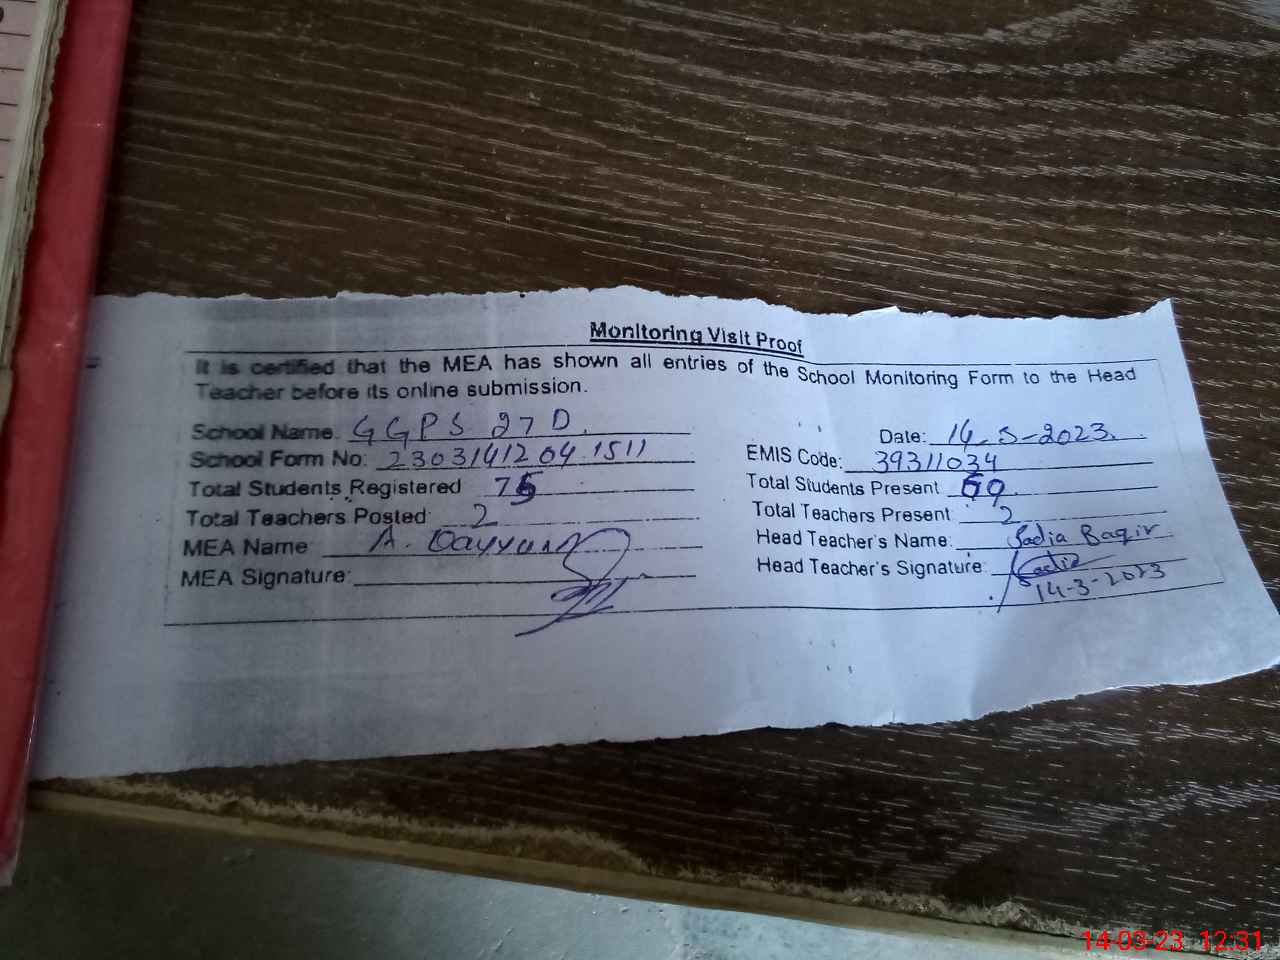 Monitoring Visit Proof
It is certified that the MEA has shown all entries of the School Monitoring Form to the Head
Teacher before its online submission.
School Name: GGPS 27 D. Date: 14-3-2023.
School Form No: 2303141204 1511 EMIS Code: 39311034
Total Students Registered 75 Total Students Present 69
Total Teachers Posted: 2 Total Teachers Present 2
MEA Name A. Qayyum Head Teacher's Name: Sadia Baqir
MEA Signature: Head Teacher's Signature: Sadia
14-3-2023
14-03-23 12:31